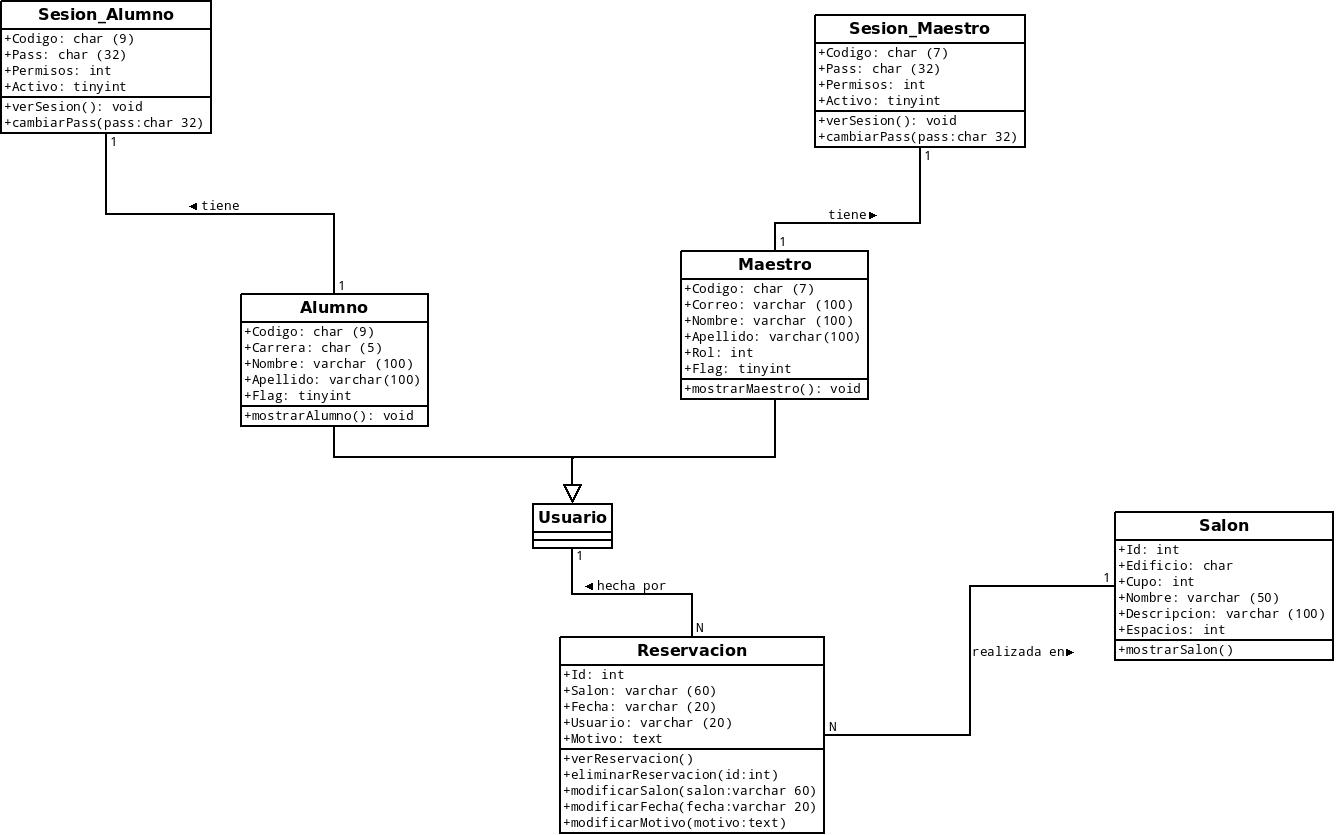 Sesion_Alumno
+Codigo: char (9)
+Pass: char (32)
+Permisos: int
+Activo: tinyint
+verSesion(): void
+cambiarPass(pass:char 32)
1
Sesion_Maestro
+Codigo: char (7)
+Pass: char (32)
+Permisos: int
+Activo: tinyint
+verSesion(): void
+cambiarPass(pass:char 32)
1
◄ tiene
tiene►
1
1
Alumno
+Codigo: char (9)
+Carrera: char (5)
+Nombre: varchar (100)
+Apellido: varchar(100)
+Flag: tinyint
+mostrarAlumno(): void
Maestro
+Codigo: char (7)
+Correo: varchar (100)
+Nombre: varchar (100)
+Apellido: varchar(100)
+Rol: int
+Flag: tinyint
+mostrarMaestro(): void
Usuario
1
◄ hecha por
N
Salon
+Id: int
+Edificio: char
+Cupo: int
+Nombre: varchar (50)
+Descripcion: varchar (100)
+Espacios: int
+mostrarSalon()
1
realizada en►
N
Reservacion
+Id: int
+Salon: varchar (60)
+Fecha: varchar (20)
+Usuario: varchar (20)
+Motivo: text
+verReservacion()
+eliminarReservacion(id:int)
+modificarSalon(salon:varchar 60)
+modificarFecha(fecha:varchar 20)
+modificarMotivo(motivo:text)